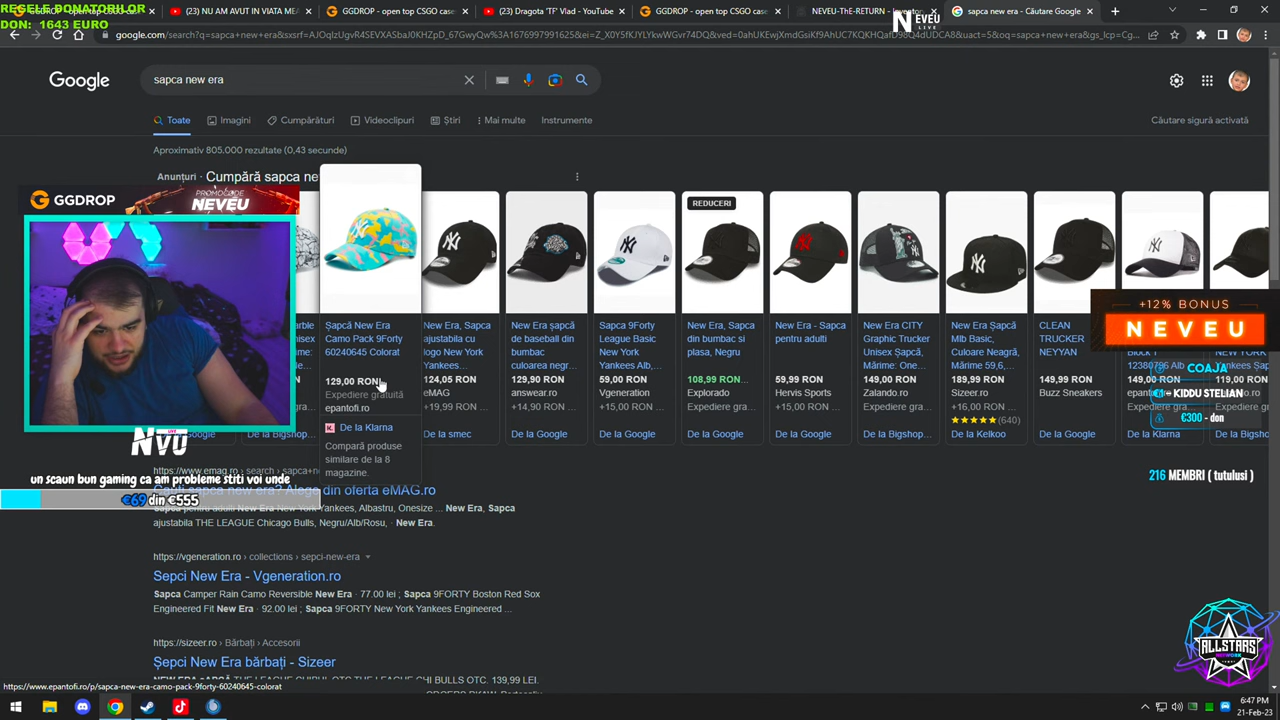 REGELE DONATORILOR
DON: 1643 EURO
(23) NU AM AVUT IN VIATA ME
GGDROP - open top CSGO case
(23) Dragota 'TF' Vlad - YouTube
GGDROP - open top CSGO case
NEVEU-ThE-RETURN -
sapca new era - Căutare Google
NEVEU
LIVE
Google
sapca new era
Toate
Imagini
Cumpărături
Videoclipuri
Știri
Mai multe
Instrumente
Căutare sigură activată
Aproximativ 805.000 rezultate (0,43 secunde)
Anunțuri · Cumpără sapca ne
GGDROP
PROMOCODE
NEVEU
REDUCERI
Șapcă New Era
Camo Pack 9Forty
60240645 Colorat
129,00 RON
Expediere gratuită
epantofi.ro
De la Klarna
Compară produse
similare de la 8
magazine.
New Era, Sapca
ajustabila cu
logo New York
Yankees...
124,05 RON
eMAG
+19,99 RON...
De la smec
New Era șapcă
de baseball din
bumbac
culoarea negr...
129,90 RON
answear.ro
+14,90 RON...
De la Google
Sapca 9Forty
League Basic
New York
Yankees Alb,...
59,00 RON
Vgeneration
+15,00 RON...
De la Google
New Era, Sapca
din bumbac si
plasa, Negru
108,99 RON...
Explorado
Expediere gra...
De la Google
New Era - Sapca
pentru adulti
59,99 RON
Hervis Sports
+15,00 RON...
De la Google
New Era CITY
Graphic Trucker
Unisex Șapcă,
Mărime: One...
149,00 RON
Zalando
Expediere gra...
De la Bigshop...
New Era Șapcă
Mlb Basic,
Culoare Neagră,
Mărime 59,6...
189,99 RON
Sizeer.ro
+16,00 RON...
(640)
De la Kelkoo
CLEAN
TRUCKER
NEYYAN
149,99 RON
Buzz Sneakers
De la Google
12380796 Alb
149,00 RON
Expediere gra...
De la Klarna
119,00 RON
De la Bigsho
+12% BONUS
NEVEU
COAJA
- KIDDU STELIAN
€300 - don
216 MEMBRI ( tutulusi )
LIVE
NVU
un scaun bun gaming ca am probleme stiti voi unde
€69 din €555
https://www.emag.ro › search › sapca+n
Cauti sapca new era? Alege din oferta eMAG.ro
Sapca pentru adulti New Era New York Yankees, Albastru, Onesize ... New Era, Sapca
ajustabila THE LEAGUE Chicago Bulls, Negru/Alb/Rosu, · New Era.
https://vgeneration.ro › collections › sepci-new-era
Sepci New Era - Vgeneration.ro
Sapca Camper Rain Camo Reversible New Era · 77.00 lei ; Sapca 9FORTY Boston Red Sox
Engineered Fit New Era · 92.00 lei ; Sapca 9FORTY New York Yankees Engineered ...
https://sizeer.ro › Bărbați › Accesorii
Șepci New Era bărbați - Sizeer
ALLSTARS
NETWORK
https://www.epantofi.ro/p/sapca-new-era-camo-pack-9forty-60240645-colorat
6:47 PM
21-Feb-23